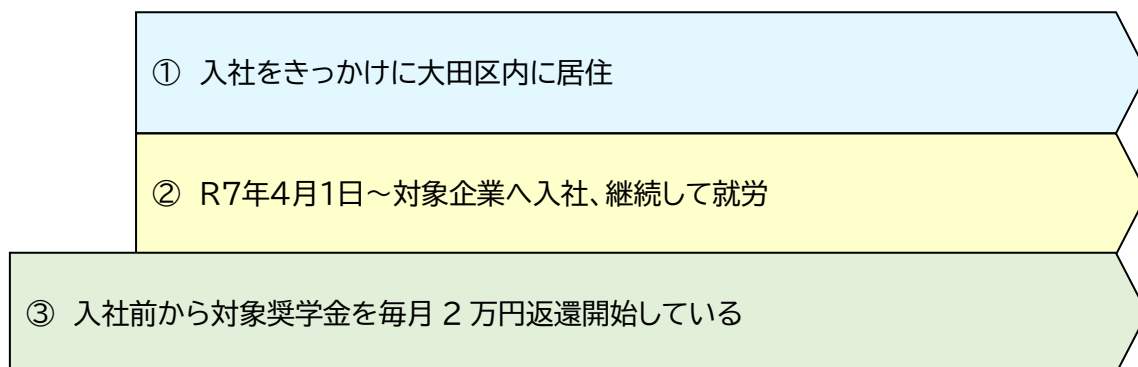 ① 入社をきっかけに大田区内に居住
② R7年4月1日～対象企業へ入社、継続して就労
③ 入社前から対象奨学金を毎月２万円返還開始している